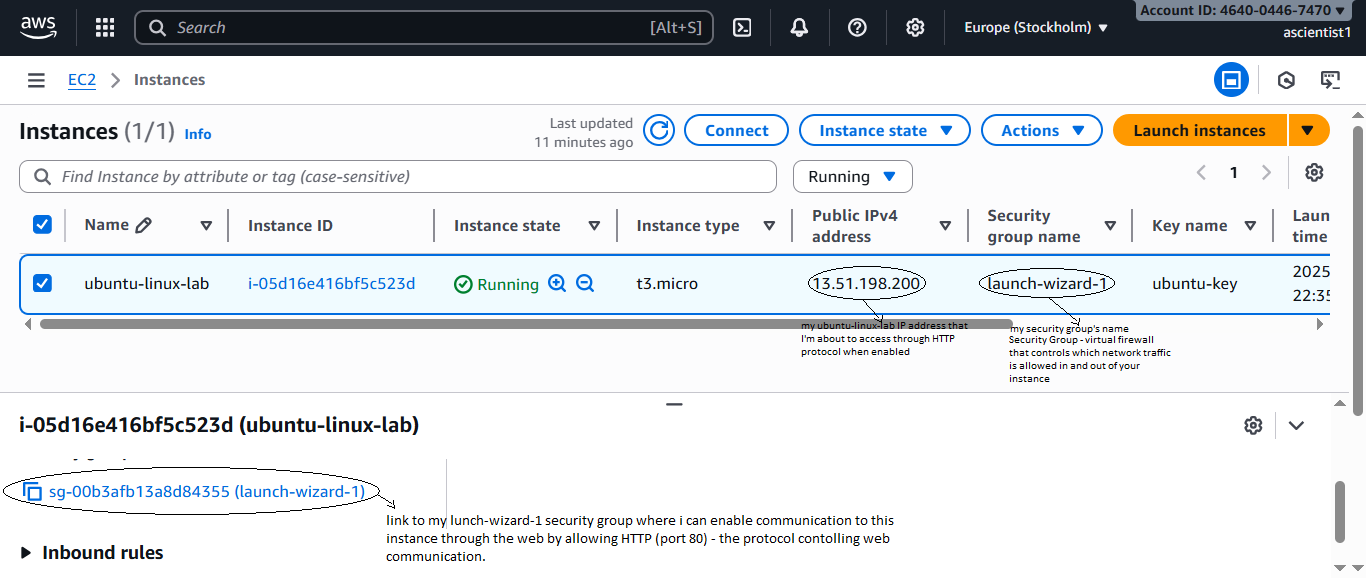 aws
Search [Alt+S]
Europe (Stockholm)
Account ID: 4640-0446-7470
ascientist1
EC2 Instances
Instances (1/1) Info
Last updated
11 minutes ago
Connect
Instance state
Actions
Launch instances
Find Instance by attribute or tag (case-sensitive)
Running
1
Name
Instance ID
Instance state
Instance type
Public IPv4
address
Security
group name
Key name
Laun
time
ubuntu-linux-lab
i-05d16e416bf5c523d
Running
t3.micro
13.51.198.200
launch-wizard-1
ubuntu-key
2025
22:35
my ubuntu-linux-lab IP address that
I'm about to access through HTTP
protocol when enabled
my security group's name
Security Group - virtual firewall
that controls which network traffic
is allowed in and out of your
instance
i-05d16e416bf5c523d (ubuntu-linux-lab)
sg-00b3afb13a8d84355 (launch-wizard-1)
link to my lunch-wizard-1 security group where i can enable communication to this
instance through the web by allowing HTTP (port 80) - the protocol contolling web
communication.
Inbound rules